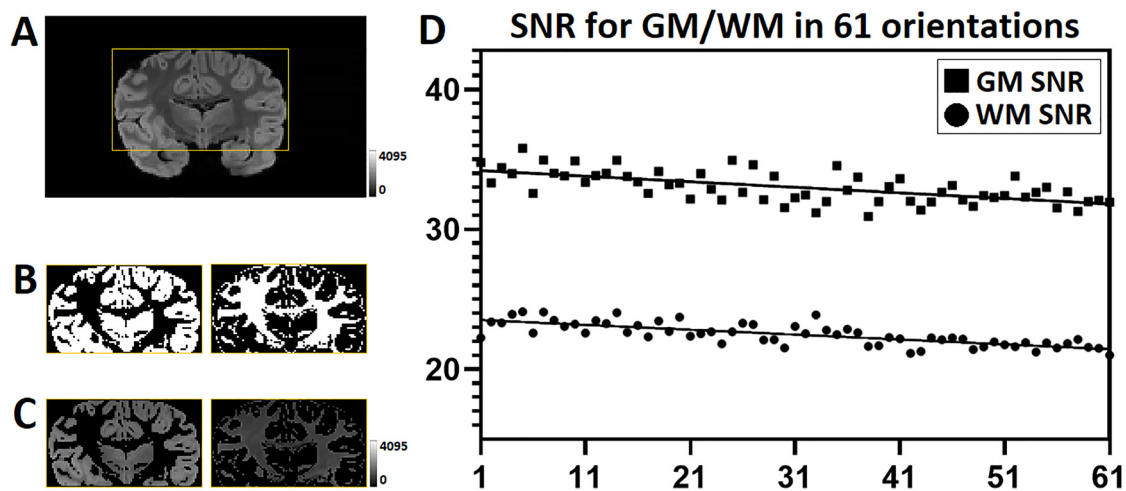 A
4095
0
B
C
4095
0
D
SNR for GM/WM in 61 orientations
GM SNR
WM SNR
40
30
20
1 11 21 31 41 51 61